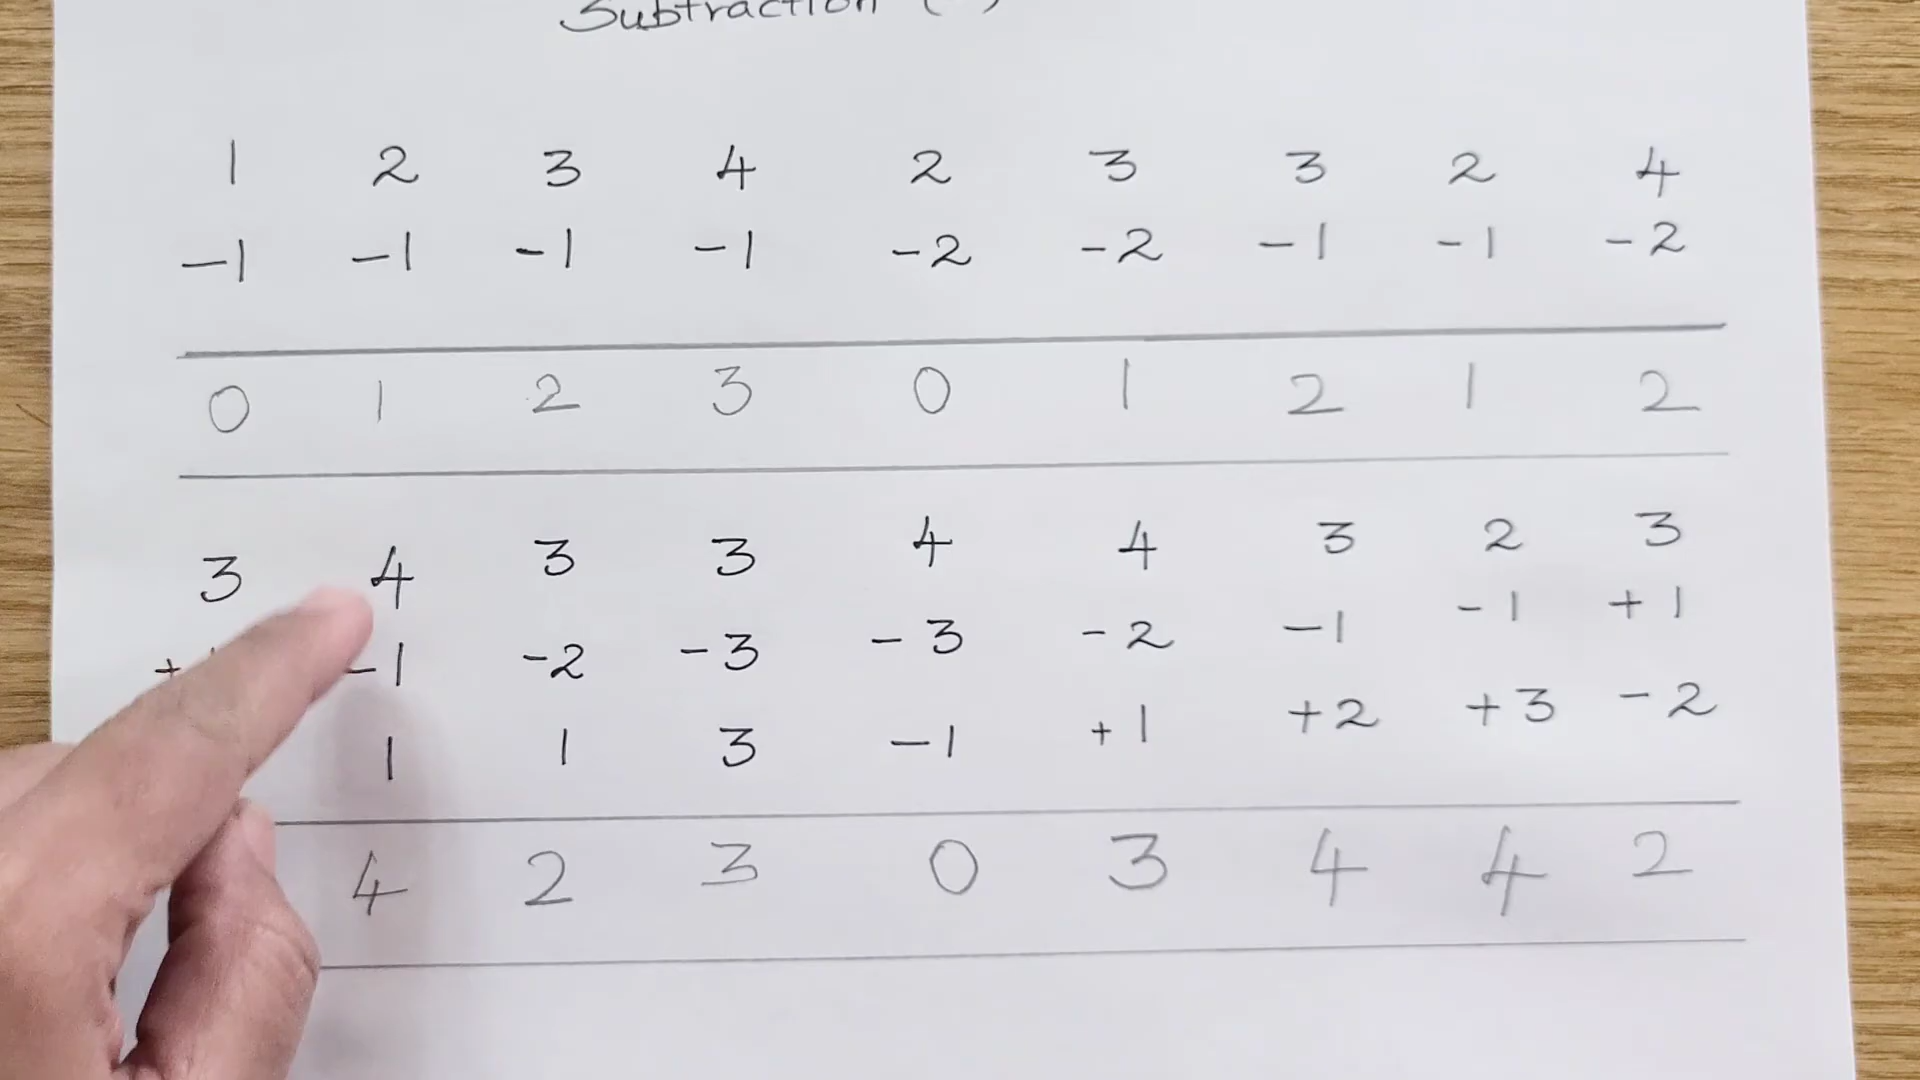 Subtraction (-)
1 2 3 4 2 3 3 2 4
-1 -1 -1 -1 -2 -2 -1 -1 -2
0 1 2 3 0 1 2 1 2
3 4 3 3 4 4 3 2 3
+ -1 -2 -3 -3 -2 -1 -1 +1
1 1 3 -1 +1 +2 +3 -2
4 2 3 0 3 4 4 2